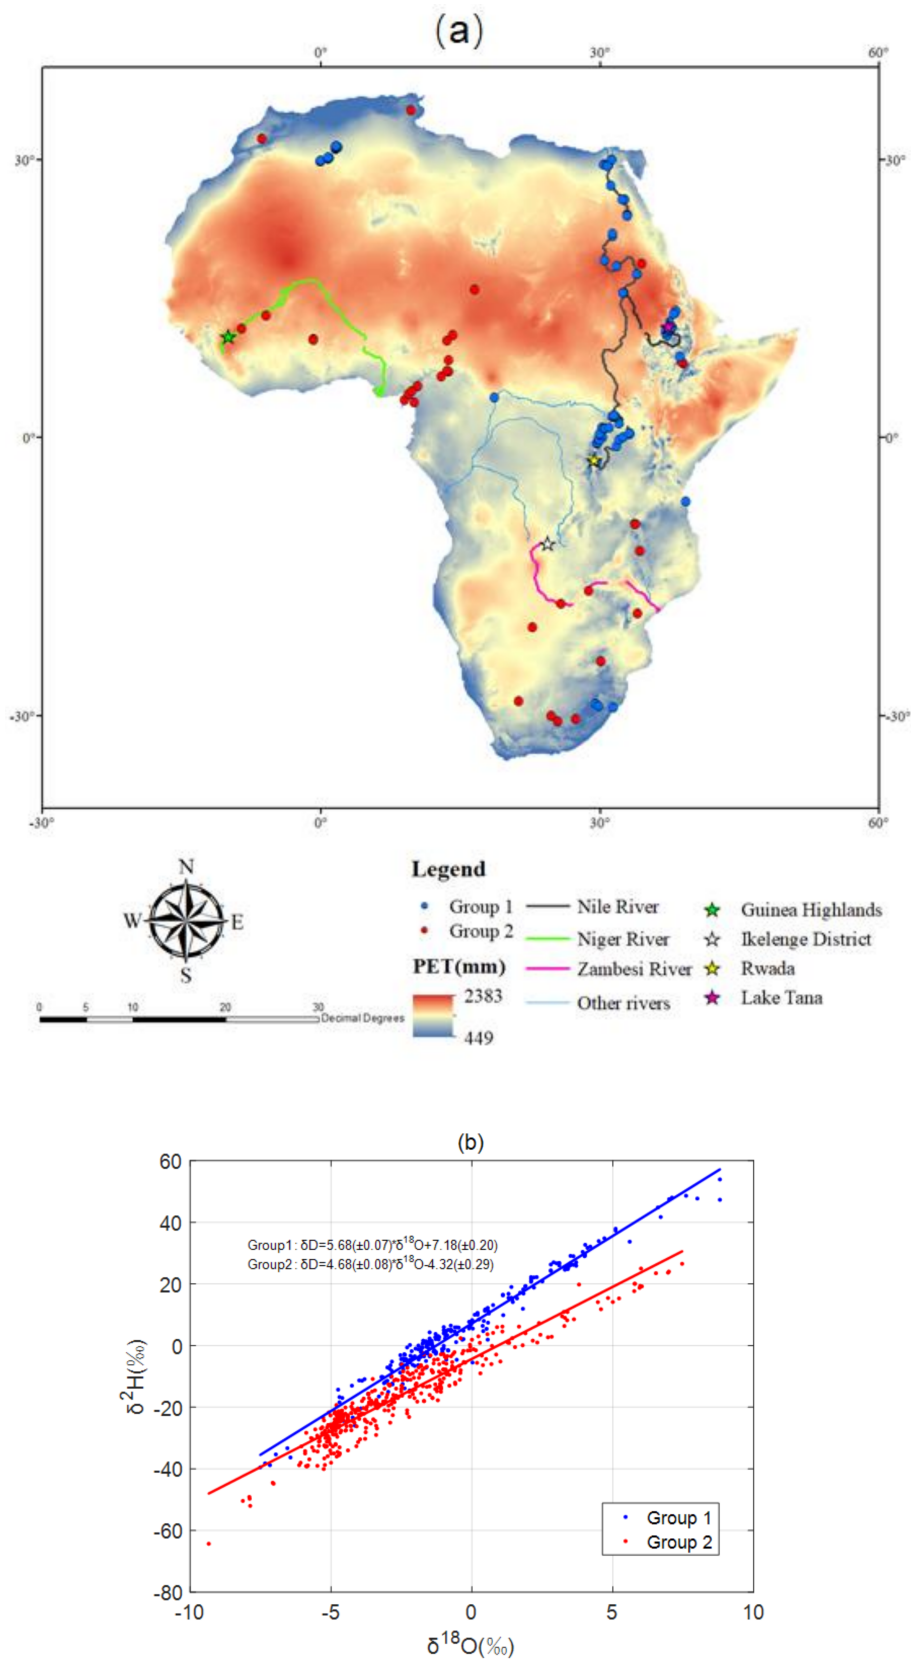 (a)
0° 30° 60°
30° 30°
0° 0°
-30° -30°
-30° 0° 30° 60°
N
W E
S
0 5 10 20 30
Decimal Degrees
Legend
Group 1
Group 2
PET(mm)
2383
449
Nile River
Niger River
Zambesi River
Other rivers
Guinea Highlands
Ikelenge District
Rwada
Lake Tana
(b)
60
40
20
0
-20
-40
-60
-80
δ²H(‰)
Group1 : δD=5.68(±0.07)*δ¹⁸O+7.18(±0.20)
Group2 : δD=4.68(±0.08)*δ¹⁸O-4.32(±0.29)
Group 1
Group 2
-10 -5 0 5 10
δ¹⁸O(‰)